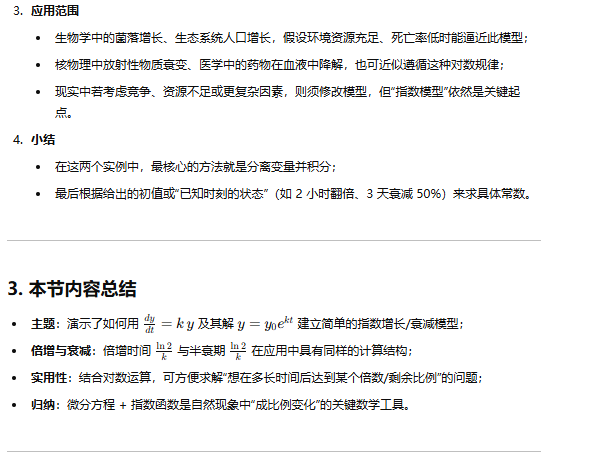 3. 应用范围
• 生物学中的菌落增长、生态系统人口增长，假设环境资源充足、死亡率低时能逼近此模型；
• 核物理中放射性物质衰变、医学中的药物在血液中降解，也可近似遵循这种对数规律；
• 现实中若考虑竞争、资源不足或更复杂因素，则须修改模型，但“指数模型”依然是关键起
点。
4. 小结
• 在这两个实例中，最核心的方法就是分离变量并积分；
• 最后根据给出的初值或“已知时刻的状态”（如 2 小时翻倍、3 天衰减 50%）来求具体常数。
3. 本节内容总结
• 主题：演示了如何用 $\frac{dy}{dt} = k\,y$ 及其解 $y = y_0 e^{kt}$ 建立简单的指数增长/衰减模型；
• 倍增与衰减：倍增时间 $\frac{\ln 2}{k}$ 与半衰期 $\frac{\ln 2}{k}$ 在应用中具有同样的计算结构；
• 实用性：结合对数运算，可方便求解“想在多长时间后达到某个倍数/剩余比例”的问题；
• 归纳：微分方程 + 指数函数是自然现象中“成比例变化”的关键数学工具。